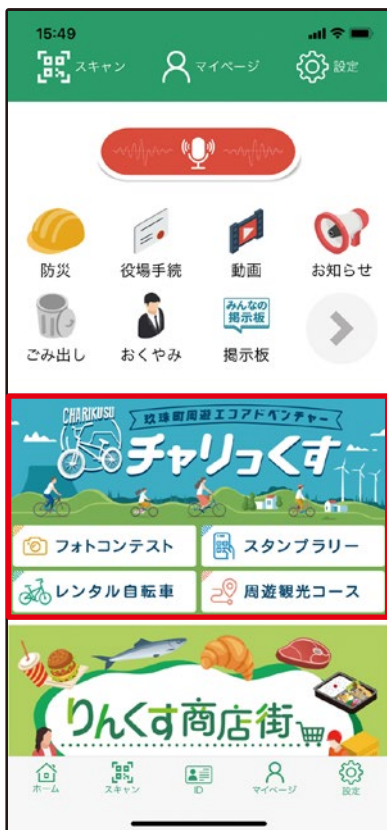 15:49
スキャン マイページ 設定
防災 役場手続 動画 お知らせ
みんなの
掲示板
ごみ出し おくやみ 掲示板
CHARIKUSU
玖珠町周遊エコアドベンチャー
チャリっくす
フォトコンテスト スタンプラリー
レンタル自転車 周遊観光コース
りんくす商店街
ホーム スキャン ID マイページ 設定